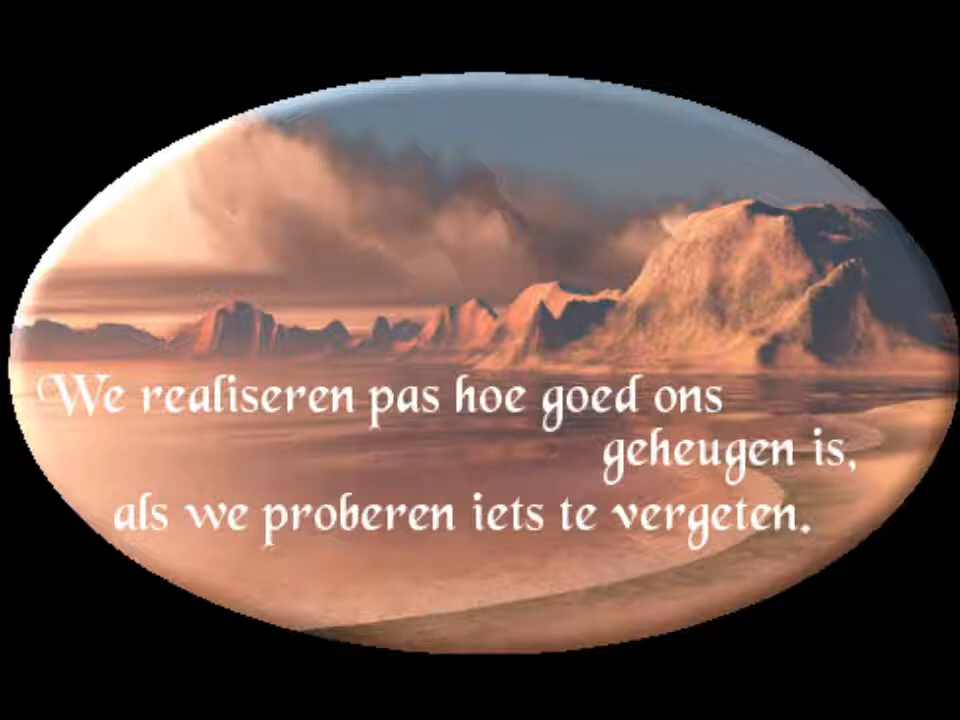 We realiseren pas hoe goed ons
geheugen is,
als we proberen iets te vergeten.